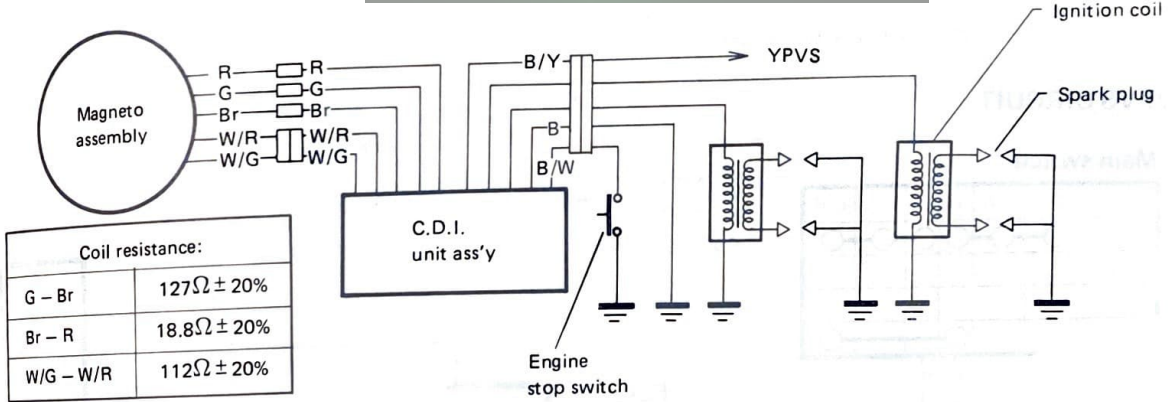 Ignition coil
B/Y
YPVS
R
R
G
G
Br
Br
W/R
W/R
W/G
W/G
Magneto
assembly
B
B/W
Spark plug
C.D.I.
unit ass'y
Coil resistance:
G – Br 127Ω ± 20%
Br – R 18.8Ω ± 20%
W/G – W/R 112Ω ± 20%
Engine
stop switch